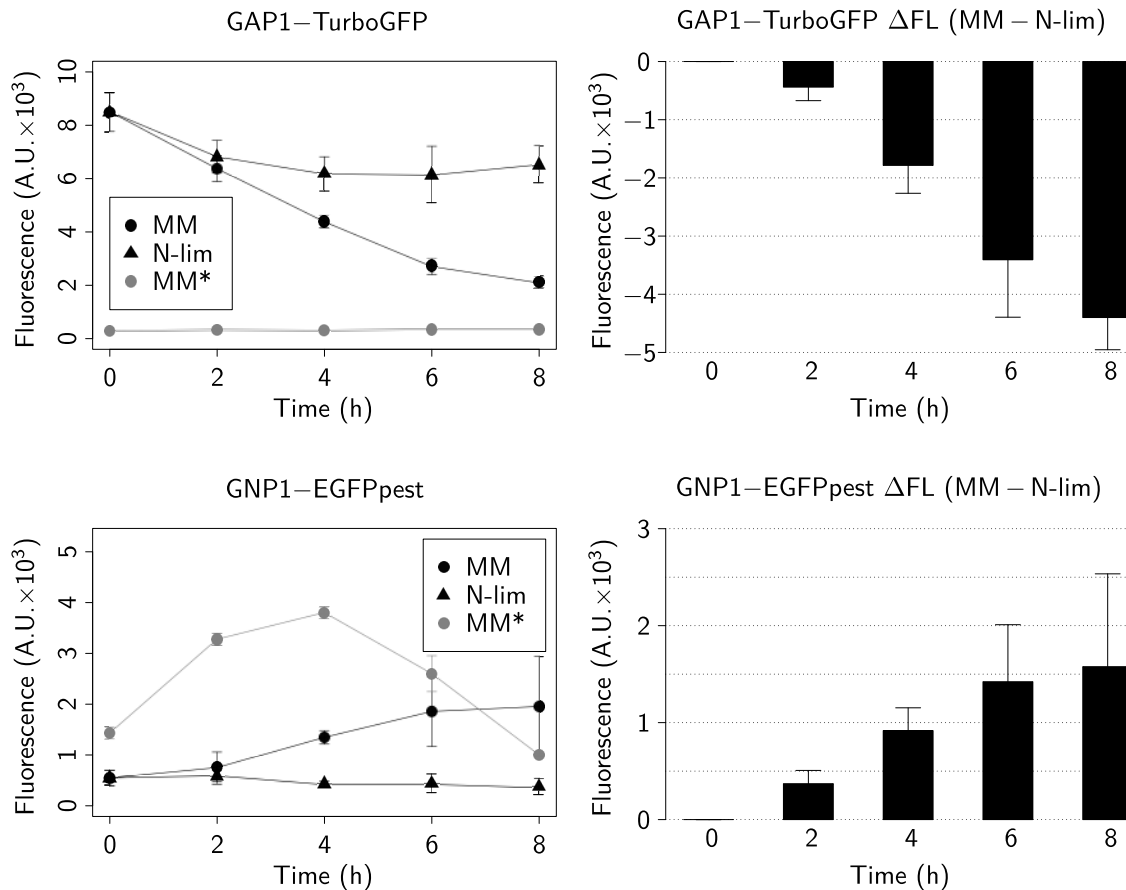 GAP1−TurboGFP
Fluorescence (A.U.×10³)
10
8
6
4
2
0
MM
N-lim
MM*
0 2 4 6 8
Time (h)
GAP1−TurboGFP ΔFL (MM − N-lim)
Fluorescence (A.U.×10³)
0
−1
−2
−3
−4
−5
0 2 4 6 8
Time (h)
GNP1−EGFPpest
Fluorescence (A.U.×10³)
5
4
3
2
1
0
MM
N-lim
MM*
0 2 4 6 8
Time (h)
GNP1−EGFPpest ΔFL (MM − N-lim)
Fluorescence (A.U.×10³)
3
2
1
0
0 2 4 6 8
Time (h)